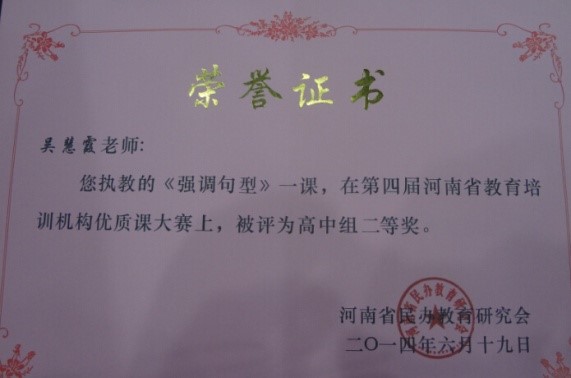 荣誉证书
吴慧霞老师:
您执教的《强调句型》一课，在第四届河南省教育培
训机构优质课大赛上，被评为高中组二等奖。
河南省民办教育研究会
二〇一四年六月十九日